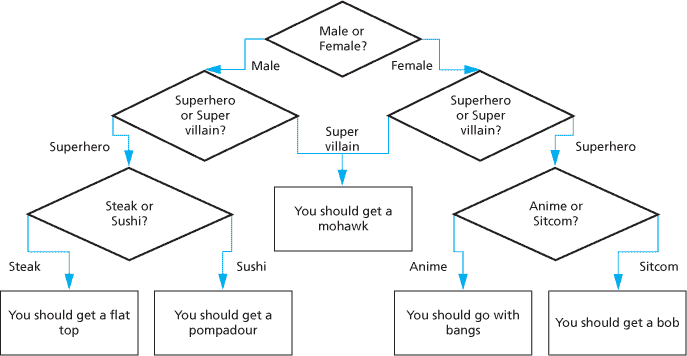 Male or
Female?
Male
Female
Superhero
or Super
villain?
Superhero
or Super
villain?
Superhero
Super
villain
Superhero
Steak or
Sushi?
You should get a
mohawk
Anime or
Sitcom?
Steak
Sushi
Anime
Sitcom
You should get a flat
top
You should get a
pompadour
You should go with
bangs
You should get a bob